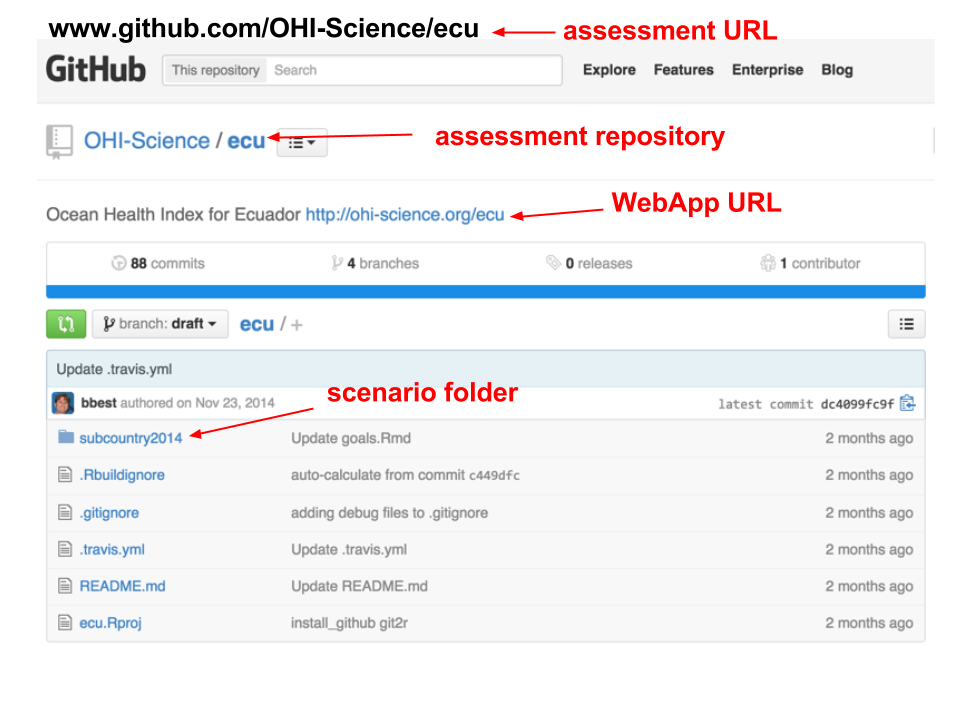 www.github.com/OHI-Science/ecu assessment URL
GitHub This repository Search Explore Features Enterprise Blog
OHI-Science / ecu assessment repository
Ocean Health Index for Ecuador http://ohi-science.org/ecu WebApp URL
88 commits 4 branches 0 releases 1 contributor
branch: draft ecu / +
Update .travis.yml
scenario folder
bbest authored on Nov 23, 2014 latest commit dc4099fc9f
subcountry2014 Update goals.Rmd 2 months ago
.Rbuildignore auto-calculate from commit c449dfc 2 months ago
.gitignore adding debug files to .gitignore 2 months ago
.travis.yml Update .travis.yml 2 months ago
README.md Update README.md 2 months ago
ecu.Rproj install_github git2r 2 months ago